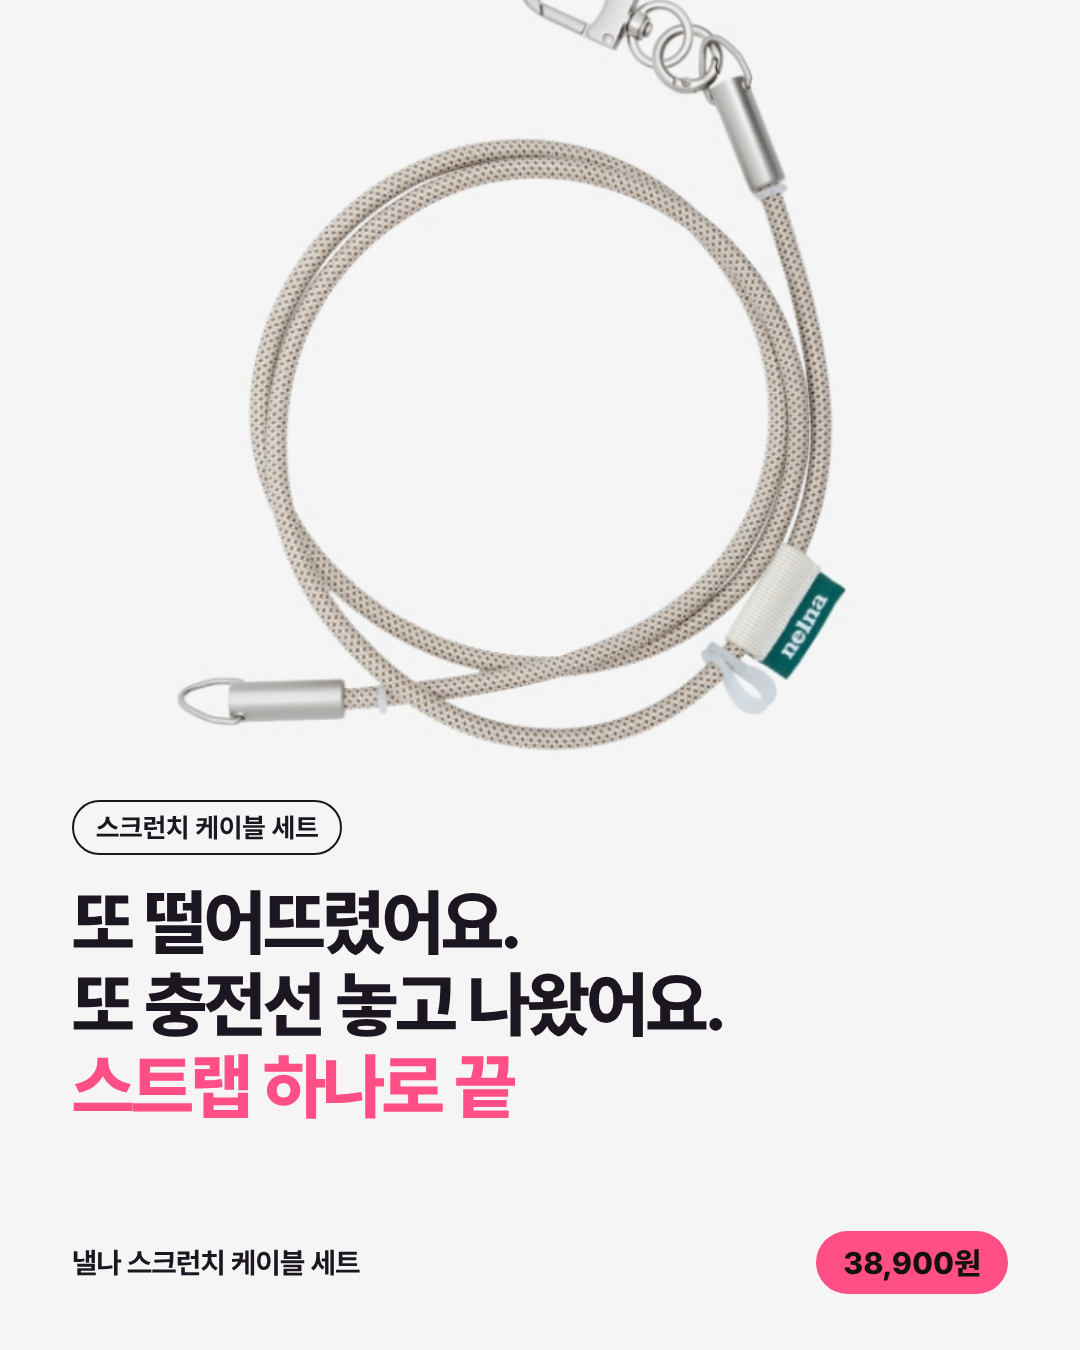 nelna
스크런치 케이블 세트
또 떨어뜨렸어요.
또 충전선 놓고 나왔어요.
스트랩 하나로 끝
낼나 스크런치 케이블 세트
38,900원